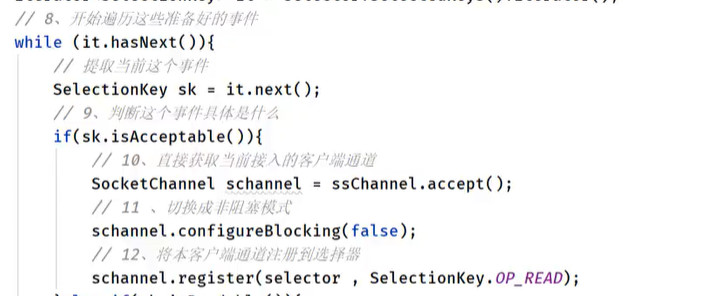 // 8、开始遍历这些准备好的事件
while (it.hasNext()){
// 提取当前这个事件
SelectionKey sk = it.next();
// 9、判断这个事件具体是什么
if(sk.isAcceptable()){
// 10、直接获取当前接入的客户端通道
SocketChannel schannel = ssChannel.accept();
// 11 、切换成非阻塞模式
schannel.configureBlocking(false);
// 12、将本客户端通道注册到选择器
schannel.register(selector , SelectionKey.OP_READ);